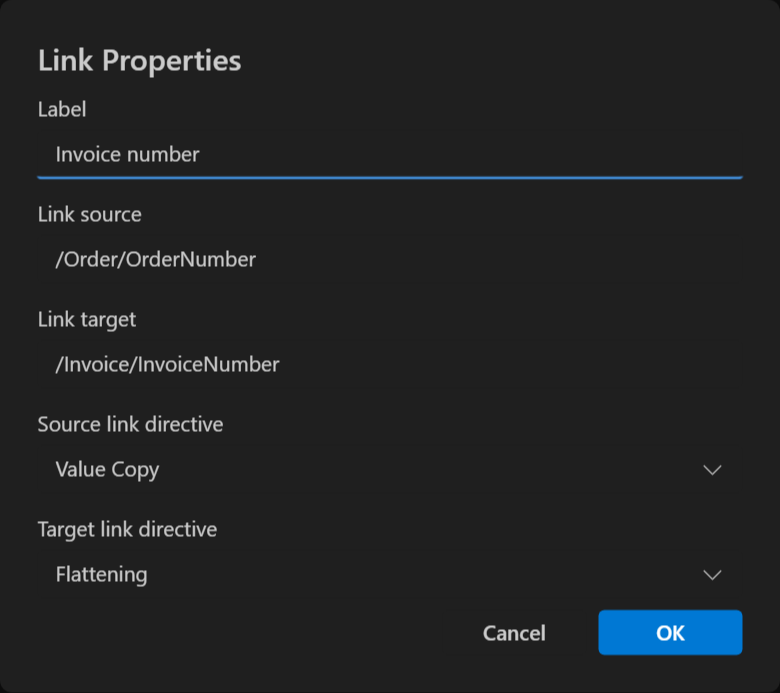 Link Properties
Label
Invoice number
Link source
/Order/OrderNumber
Link target
/Invoice/InvoiceNumber
Source link directive
Value Copy
Target link directive
Flattening
Cancel OK